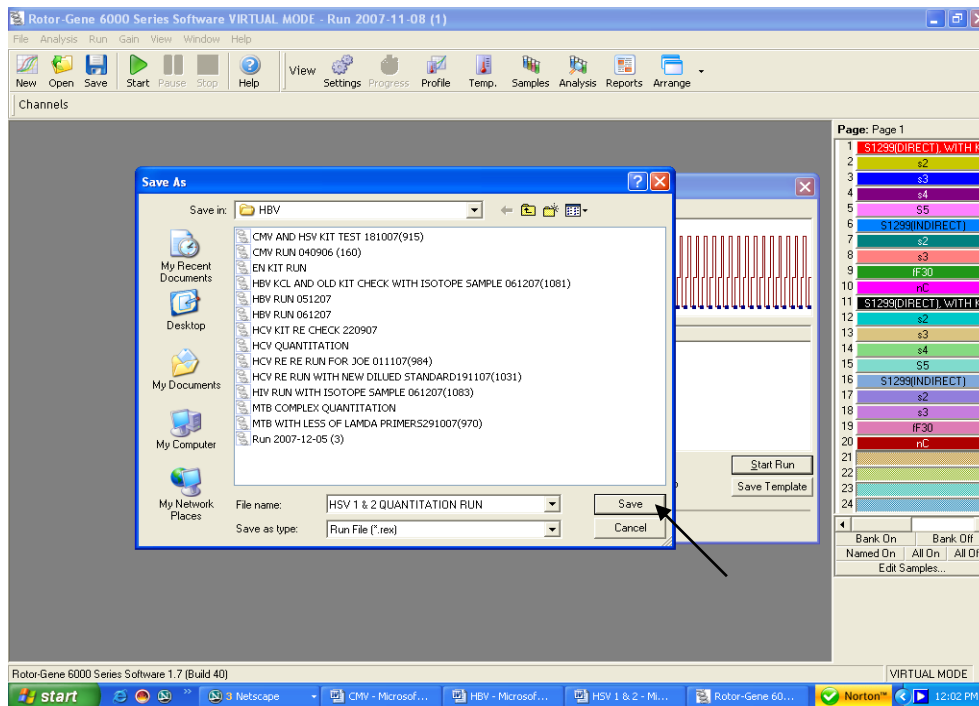 Rotor-Gene 6000 Series Software VIRTUAL MODE - Run 2007-11-08 (1)
File Analysis Run Gain View Window Help
New Open Save Start Pause Stop Help View Settings Progress Profile Temp. Samples Analysis Reports Arrange
Channels
Page: Page 1
1 S1299(DIRECT), WITH K
2 s2
3 s3
4 s4
5 S5
6 S1299(INDIRECT)
7 s2
8 s3
9 fF30
10 nC
11 S1299(DIRECT), WITH K
12 s2
13 s3
14 s4
15 S5
16 S1299(INDIRECT)
17 s2
18 s3
19 fF30
20 nC
21
22
23
24
Bank On Bank Off
Named On All On All Of
Edit Samples...
Save As
Save in: HBV
My Recent Documents
Desktop
My Documents
My Computer
My Network Places
CMV AND HSV KIT TEST 181007(915)
CMV RUN 040906 (160)
EN KIT RUN
HBV KCL AND OLD KIT CHECK WITH ISOTOPE SAMPLE 061207(1081)
HBV RUN 051207
HBV RUN 061207
HCV KIT RE CHECK 220907
HCV QUANTITATION
HCV RE RE RUN FOR JOE 011107(984)
HCV RE RUN WITH NEW DILUED STANDARD191107(1031)
HIV RUN WITH ISOTOPE SAMPLE 061207(1083)
MTB COMPLEX QUANTITATION
MTB WITH LESS OF LAMDA PRIMERS291007(970)
Run 2007-12-05 (3)
File name: HSV 1 & 2 QUANTITATION RUN Save
Save as type: Run File (*.rex) Cancel
Start Run
Save Template
Rotor-Gene 6000 Series Software 1.7 (Build 40) VIRTUAL MODE
start 3 Netscape CMV - Microsof... HBV - Microsof... HSV 1 & 2 - Mi... Rotor-Gene 60... Norton™ 12:02 PM